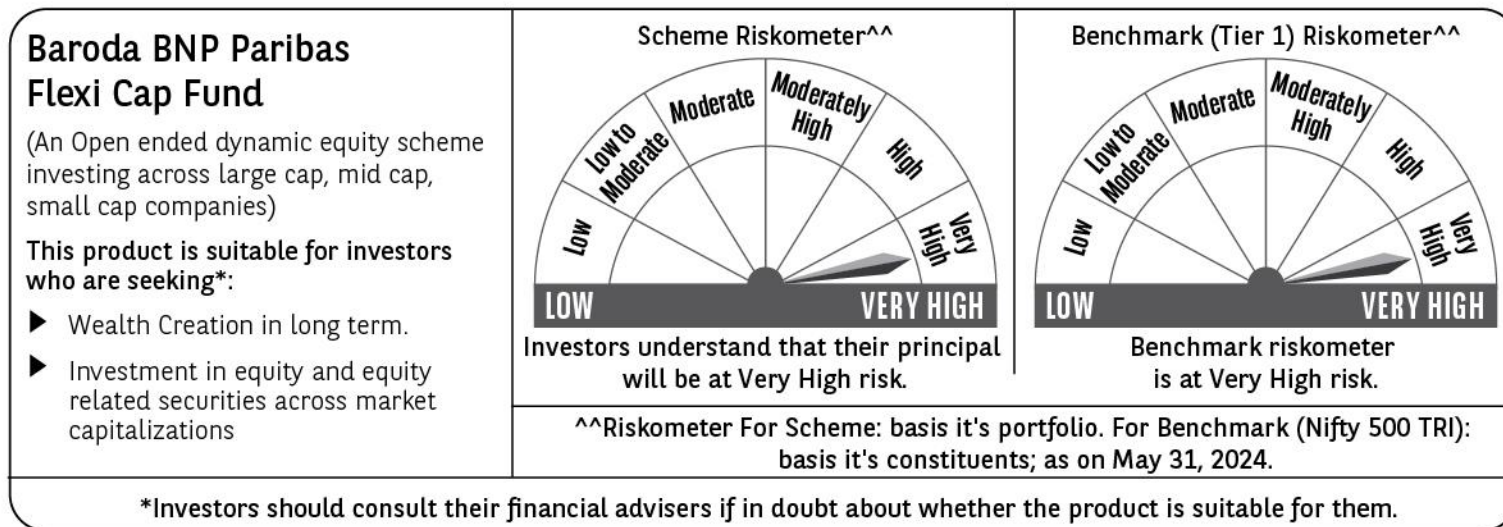 Baroda BNP Paribas
Flexi Cap Fund
(An Open ended dynamic equity scheme
investing across large cap, mid cap,
small cap companies)
This product is suitable for investors
who are seeking*:
▶ Wealth Creation in long term.
▶ Investment in equity and equity
related securities across market
capitalizations
Scheme Riskometer^^
Low
Low to
Moderate
Moderate
Moderately
High
High
Very
High
LOW VERY HIGH
Investors understand that their principal
will be at Very High risk.
Benchmark (Tier 1) Riskometer^^
Low
Low to
Moderate
Moderate
Moderately
High
High
Very
High
LOW VERY HIGH
Benchmark riskometer
is at Very High risk.
^^Riskometer For Scheme: basis it's portfolio. For Benchmark (Nifty 500 TRI):
basis it's constituents; as on May 31, 2024.
*Investors should consult their financial advisers if in doubt about whether the product is suitable for them.